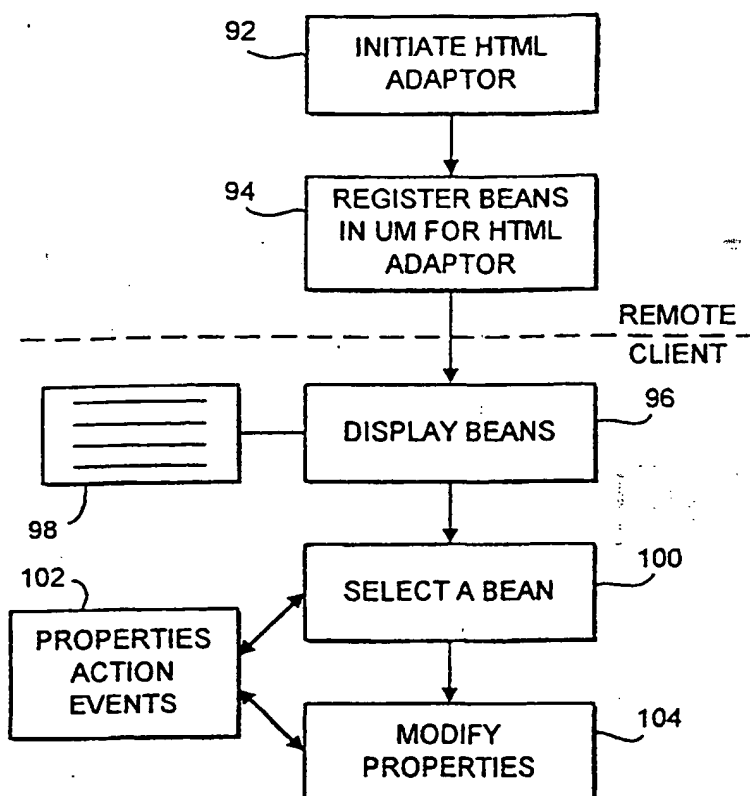 92
INITIATE HTML
ADAPTOR
94
REGISTER BEANS
IN UM FOR HTML
ADAPTOR
REMOTE
CLIENT
96
DISPLAY BEANS
98
100
SELECT A BEAN
102
PROPERTIES
ACTION
EVENTS
104
MODIFY
PROPERTIES